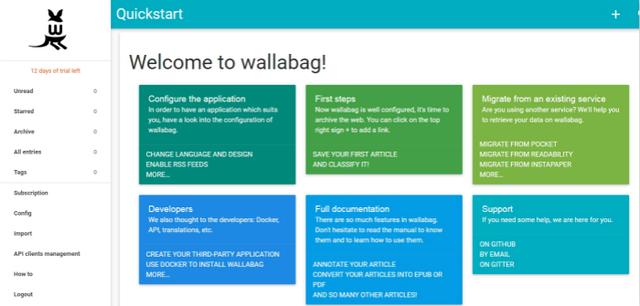 Quickstart
+
12 days of trial left
Unread 0
Starred 0
Archive 0
All entries 0
Tags 0
Subscription
Config
Import
API clients management
How to
Logout
Welcome to wallabag!
Configure the application
In order to have an application which suits
you, have a look into the configuration of
wallabag.
CHANGE LANGUAGE AND DESIGN
ENABLE RSS FEEDS
MORE...
First steps
Now wallabag is well configured, it's time to
archive the web. You can click on the top
right sign + to add a link.
SAVE YOUR FIRST ARTICLE
AND CLASSIFY IT!
Migrate from an existing service
Are you using another service? We'll help you
to retrieve your data on wallabag.
MIGRATE FROM POCKET
MIGRATE FROM READABILITY
MIGRATE FROM INSTAPAPER
MORE...
Developers
We also thought to the developers: Docker,
API, translations, etc.
CREATE YOUR THIRD-PARTY APPLICATION
USE DOCKER TO INSTALL WALLABAG
MORE...
Full documentation
There are so much features in wallabag.
Don't hesitate to read the manual to know
them and to learn how to use them.
ANNOTATE YOUR ARTICLE
CONVERT YOUR ARTICLES INTO EPUB OR
PDF
AND SO MANY OTHER ARTICLES!
Support
If you need some help, we are here for you.
ON GITHUB
BY EMAIL
ON GITTER